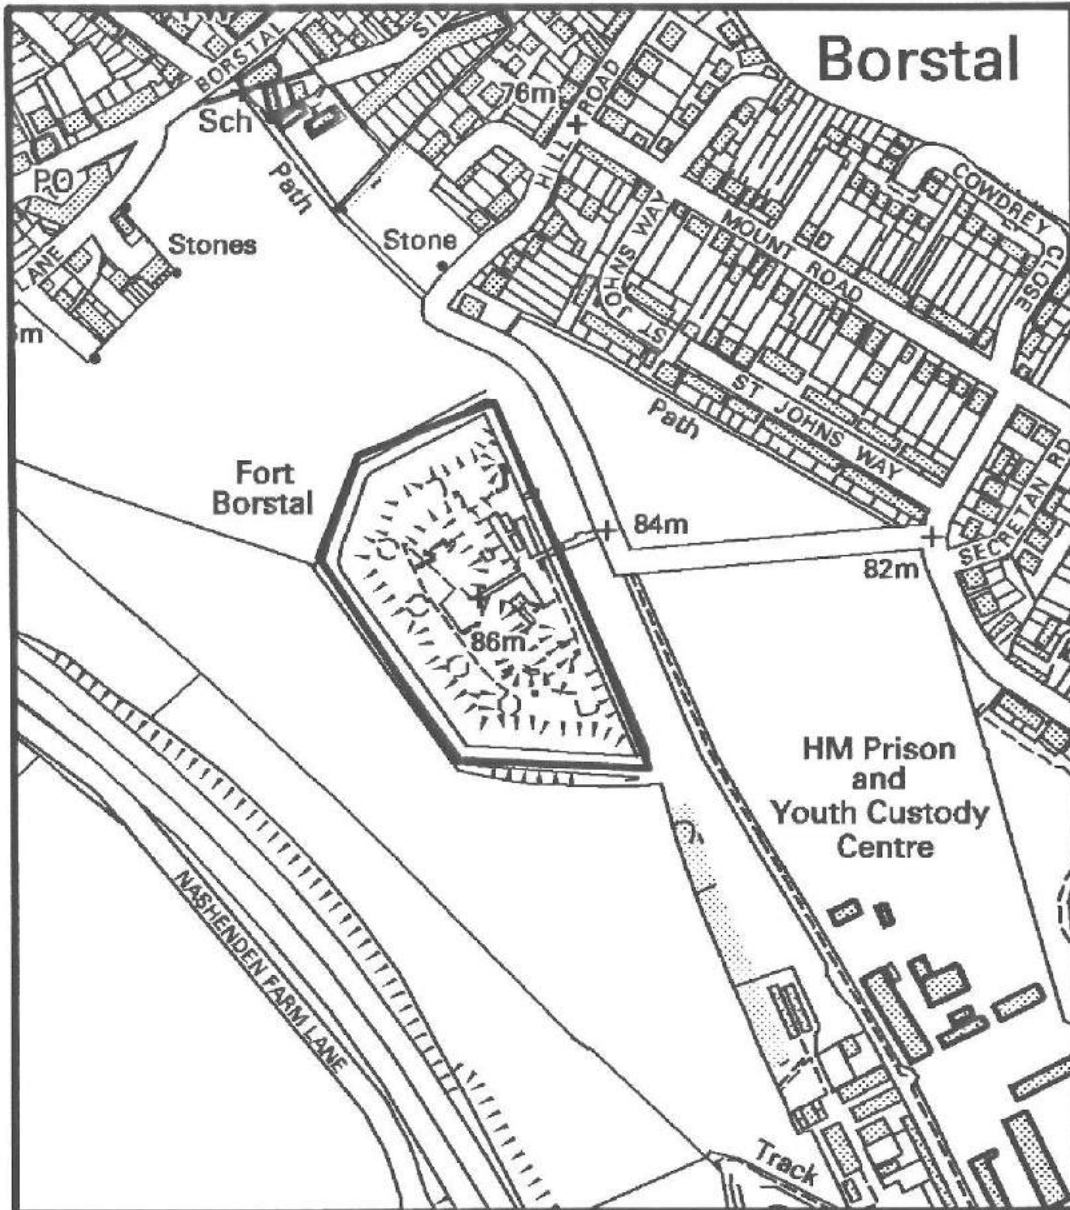 Borstal
BORSTAL
76m
Sch
HILL ROAD
PO
Path
COWDREY
CLOSE
Stones
Stone
ST JOHNS WAY
MOUNT ROAD
LANE
ST JOHNS WAY
Path
Fort
Borstal
84m
82m
SECRETAN RD
86m
HM Prison
and
Youth Custody
Centre
NASHENDEN FARM LANE
Track